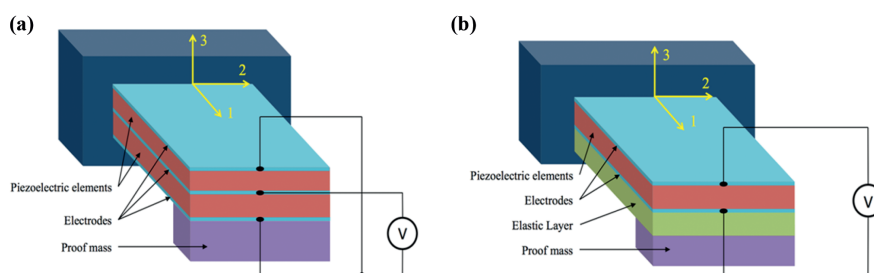 (a)
3
2
1
Piezoelectric elements
Electrodes
Proof mass
V
(b)
3
2
1
Piezoelectric elements
Electrodes
Elastic Layer
Proof mass
V